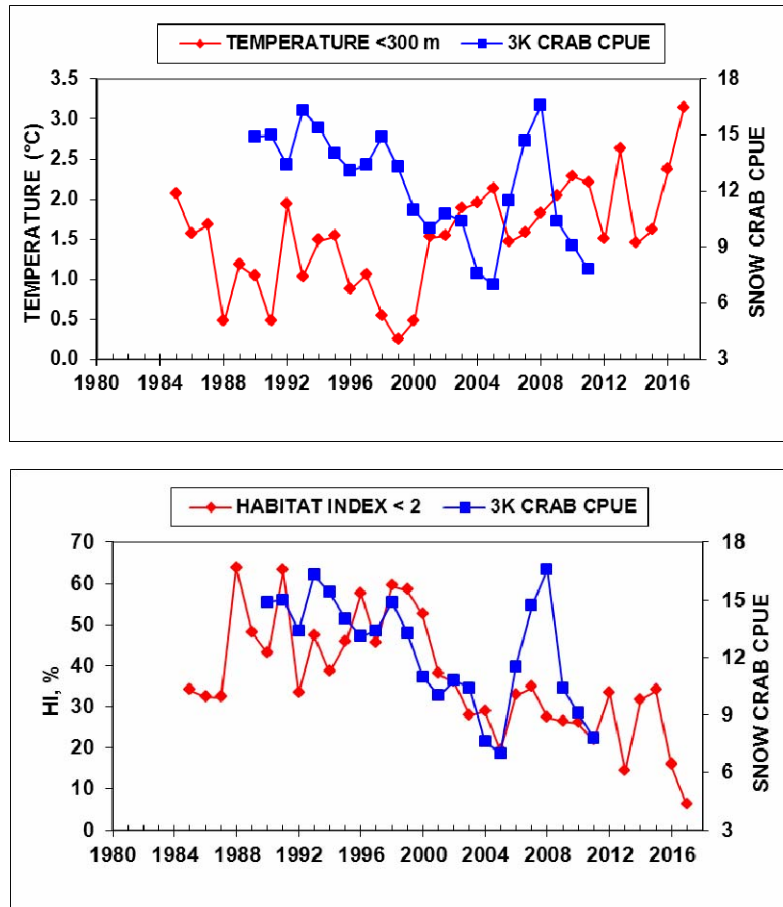 TEMPERATURE <300 m 3K CRAB CPUE
3.5 18
3.0 15
2.5
2.0 12
1.5 9
1.0
0.5 6
0.0 3
TEMPERATURE (°C)
SNOW CRAB CPUE
1980 1984 1988 1992 1996 2000 2004 2008 2012 2016
HABITAT INDEX < 2 3K CRAB CPUE
70 18
60 15
50
40 12
30 9
20
10 6
0 3
HI, %
SNOW CRAB CPUE
1980 1984 1988 1992 1996 2000 2004 2008 2012 2016